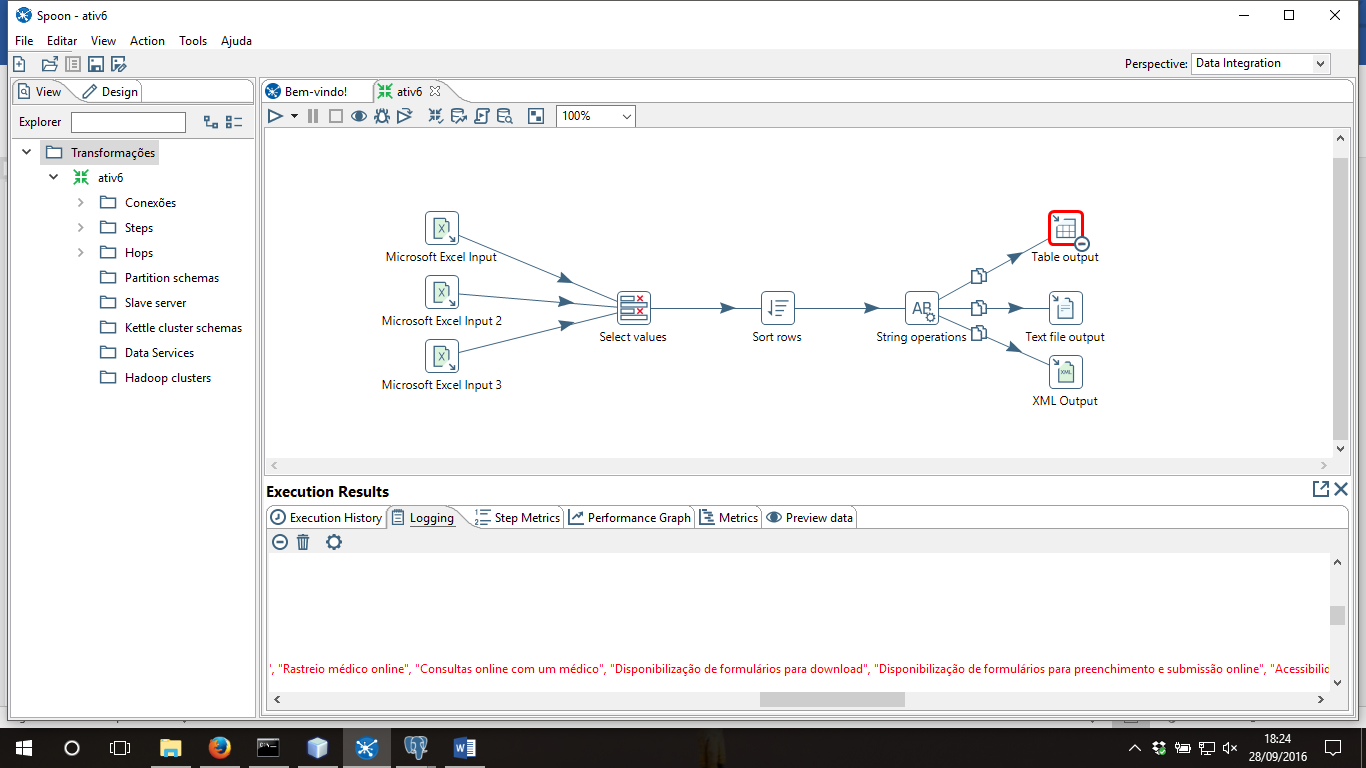 Spoon - ativ6
File Editar View Action Tools Ajuda
Perspective: Data Integration
View Design
Bem-vindo! ativ6
Explorer
100%
Transformações
ativ6
Conexões
Steps
Hops
Partition schemas
Slave server
Kettle cluster schemas
Data Services
Hadoop clusters
Microsoft Excel Input
Microsoft Excel Input 2
Microsoft Excel Input 3
Select values
Sort rows
AB
String operations
Table output
Text file output
XML
XML Output
Execution Results
Execution History Logging Step Metrics Performance Graph Metrics Preview data
', "Rastreio médico online", "Consultas online com um médico", "Disponibilização de formulários para download", "Disponibilização de formulários para preenchimento e submissão online", "Acessibilid
18:24
28/09/2016